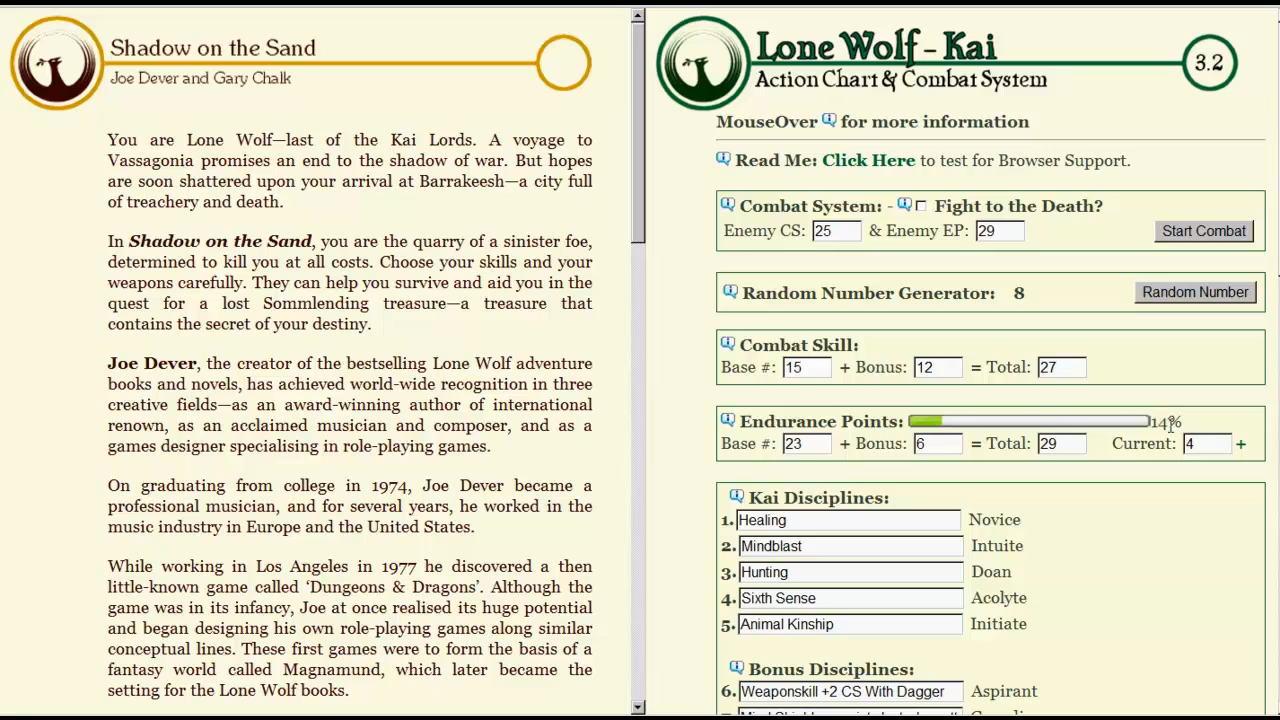 Shadow on the Sand
Joe Dever and Gary Chalk
You are Lone Wolf—last of the Kai Lords. A voyage to
Vassagonia promises an end to the shadow of war. But hopes
are soon shattered upon your arrival at Barrakeesh—a city full
of treachery and death.
In Shadow on the Sand, you are the quarry of a sinister foe,
determined to kill you at all costs. Choose your skills and your
weapons carefully. They can help you survive and aid you in the
quest for a lost Sommlending treasure—a treasure that
contains the secret of your destiny.
Joe Dever, the creator of the bestselling Lone Wolf adventure
books and novels, has achieved world-wide recognition in three
creative fields—as an award-winning author of international
renown, as an acclaimed musician and composer, and as a
games designer specialising in role-playing games.
On graduating from college in 1974, Joe Dever became a
professional musician, and for several years, he worked in the
music industry in Europe and the United States.
While working in Los Angeles in 1977 he discovered a then
little-known game called ‘Dungeons & Dragons’. Although the
game was in its infancy, Joe at once realised its huge potential
and began designing his own role-playing games along similar
conceptual lines. These first games were to form the basis of a
fantasy world called Magnamund, which later became the
setting for the Lone Wolf books.
Lone Wolf - Kai
Action Chart & Combat System
3.2
MouseOver for more information
Read Me: Click Here to test for Browser Support.
Combat System: - Fight to the Death?
Enemy CS: 25 & Enemy EP: 29 Start Combat
Random Number Generator: 8 Random Number
Combat Skill:
Base #: 15 + Bonus: 12 = Total: 27
Endurance Points: 14%
Base #: 23 + Bonus: 6 = Total: 29 Current: 4 +
Kai Disciplines:
1. Healing Novice
2. Mindblast Intuite
3. Hunting Doan
4. Sixth Sense Acolyte
5. Animal Kinship Initiate
Bonus Disciplines:
6. Weaponskill +2 CS With Dagger Aspirant